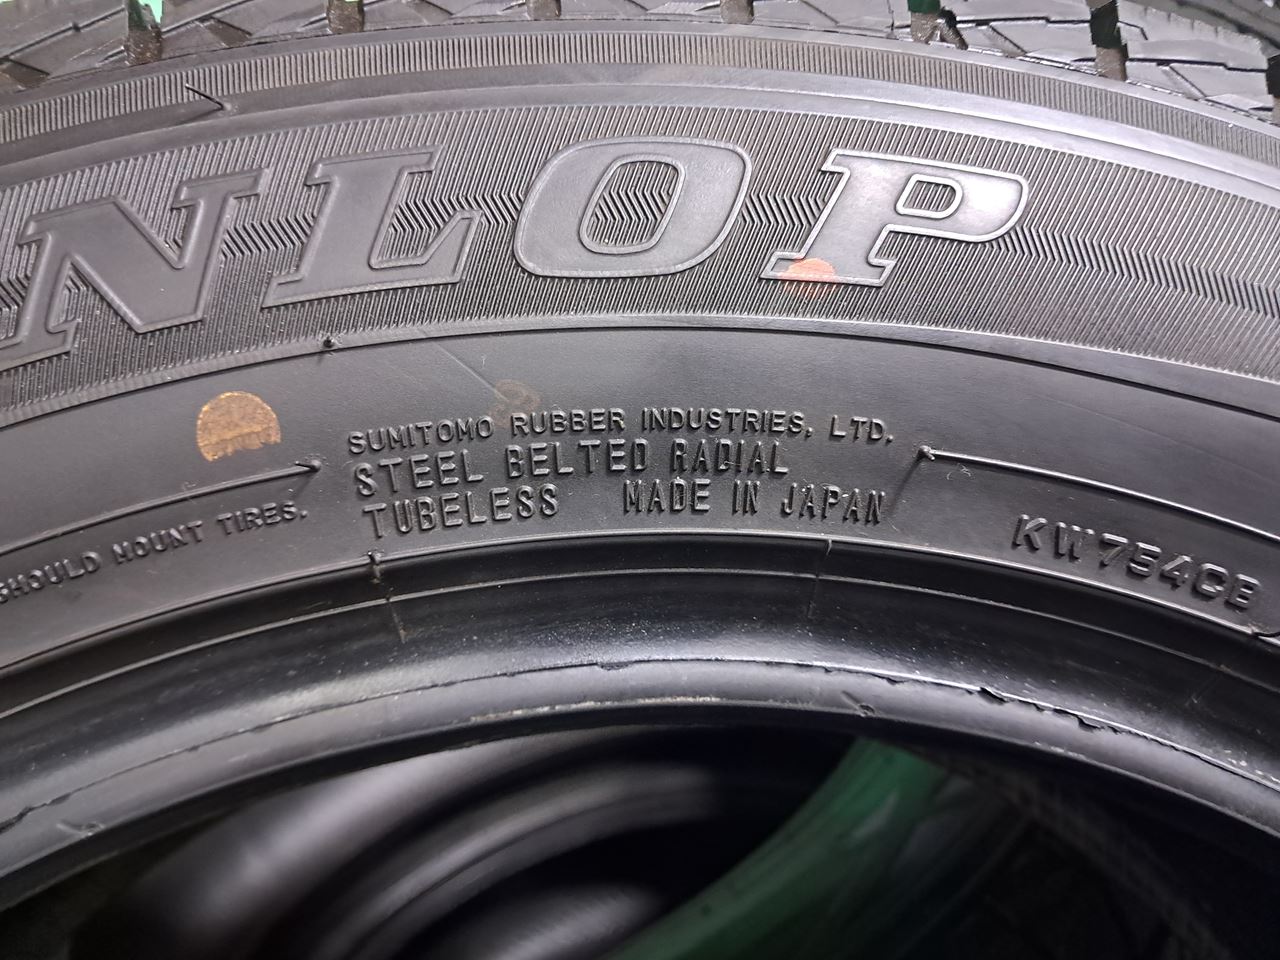 NLOP
SUMITOMO RUBBER INDUSTRIES, LTD.
STEEL BELTED RADIAL
TUBELESS MADE IN JAPAN
SHOULD MOUNT TIRES.
KW754CB